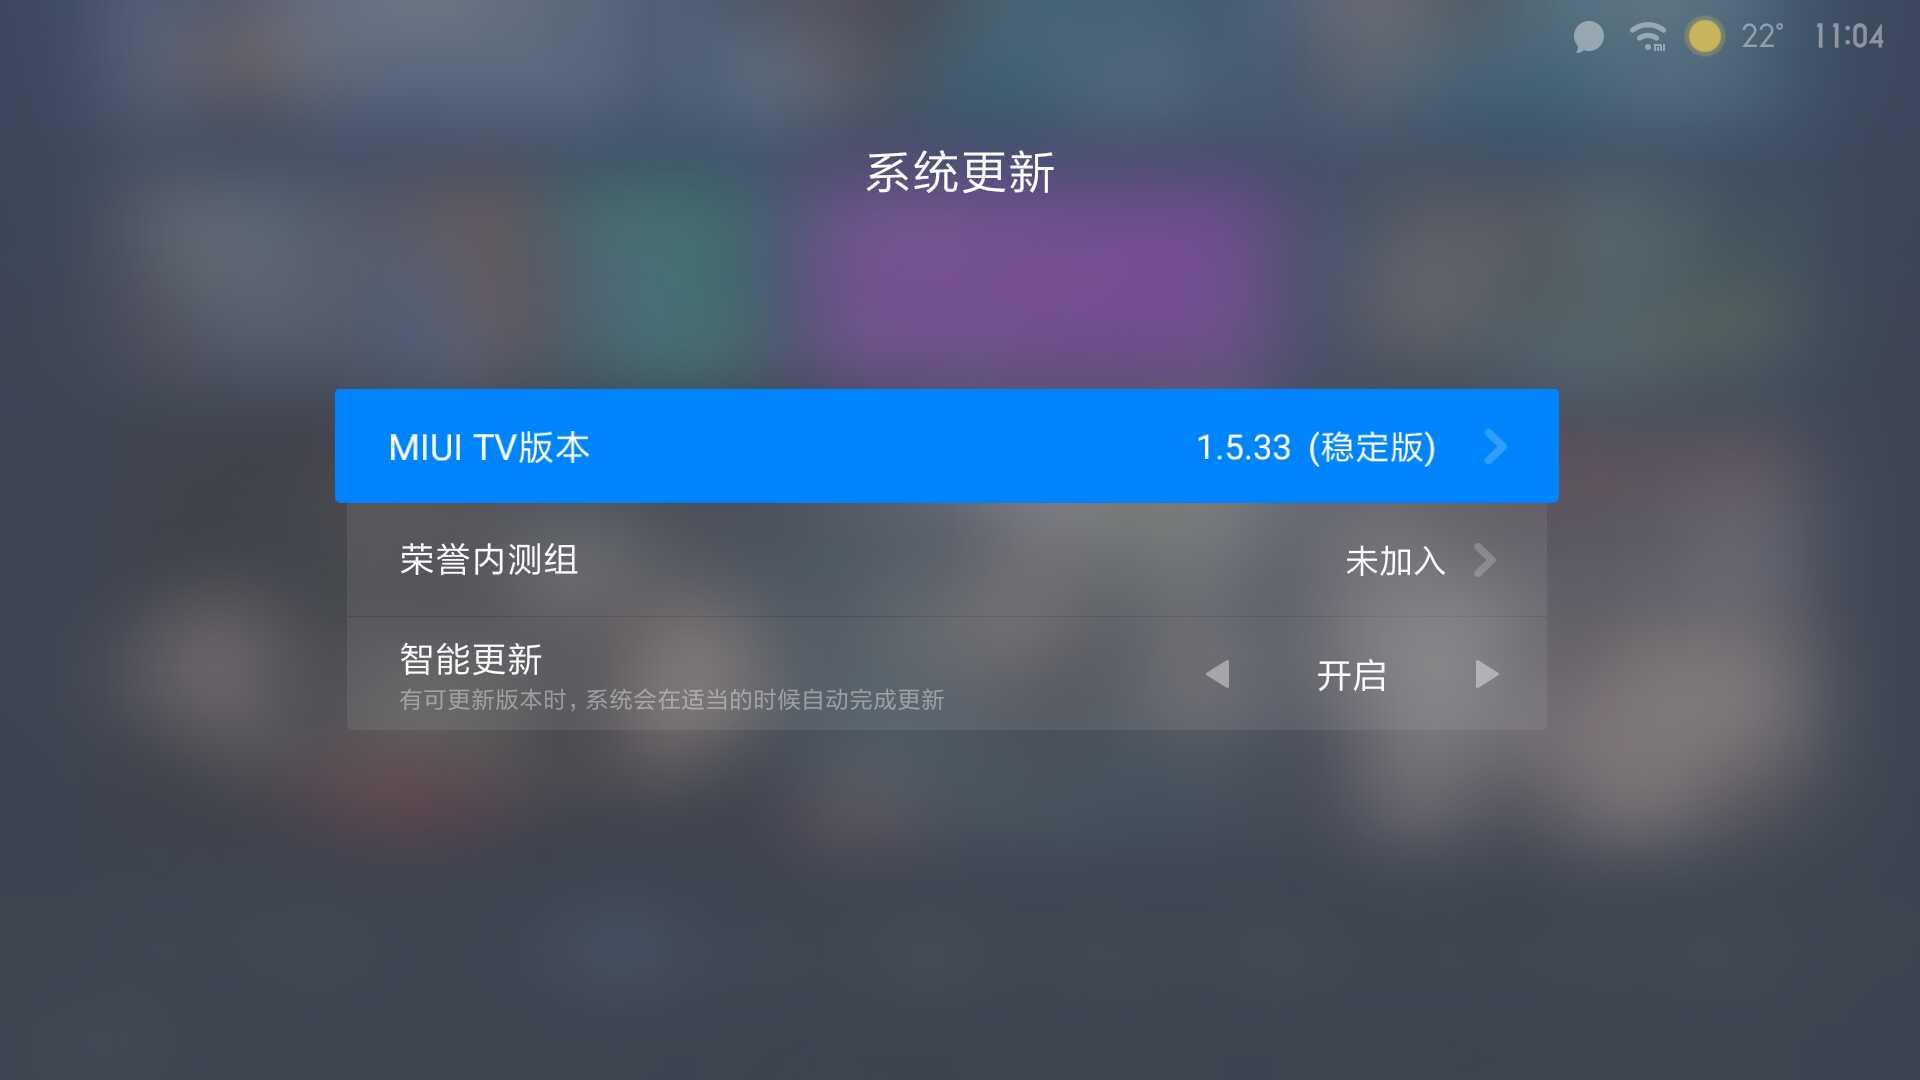 22° 11:04
系统更新
MIUI TV版本 1.5.33 (稳定版)
荣誉内测组 未加入
智能更新 开启
有可更新版本时, 系统会在适当的时候自动完成更新